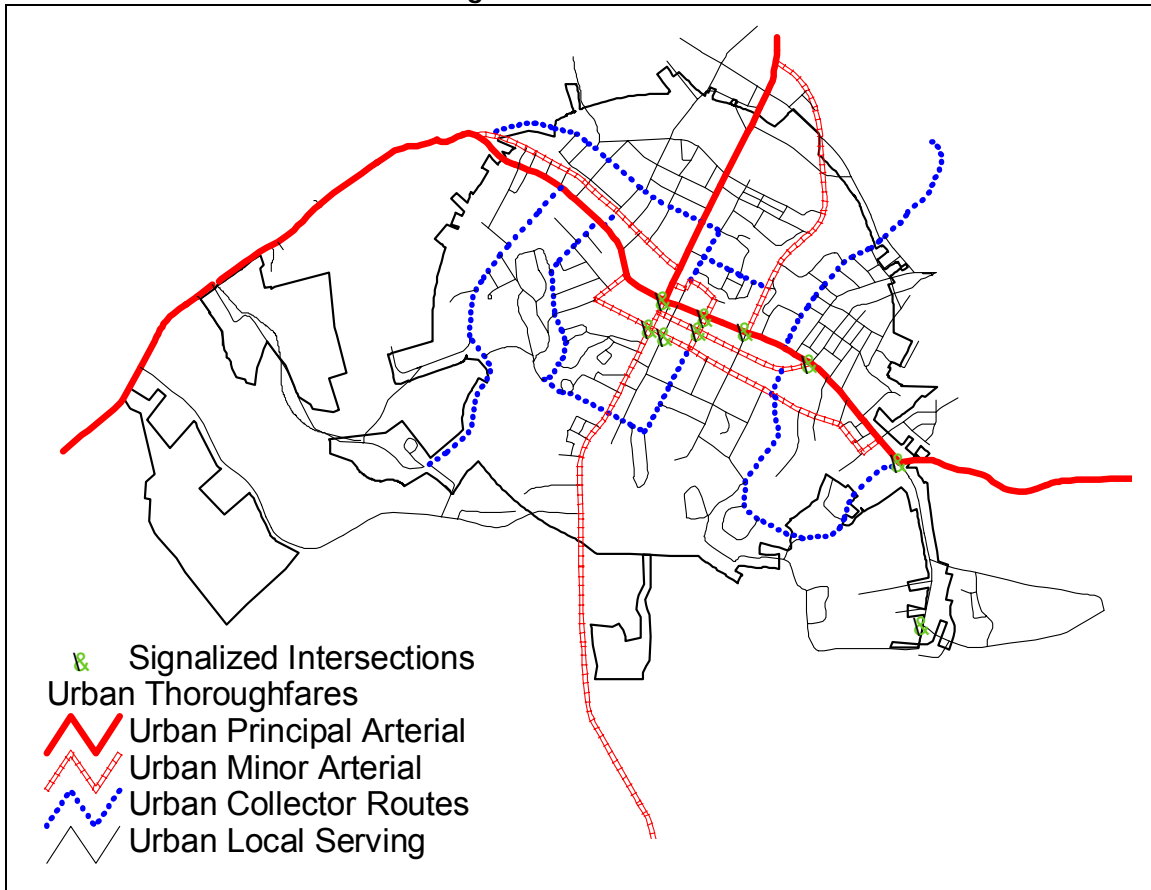 & Signalized Intersections
Urban Thoroughfares
Urban Principal Arterial
Urban Minor Arterial
Urban Collector Routes
Urban Local Serving